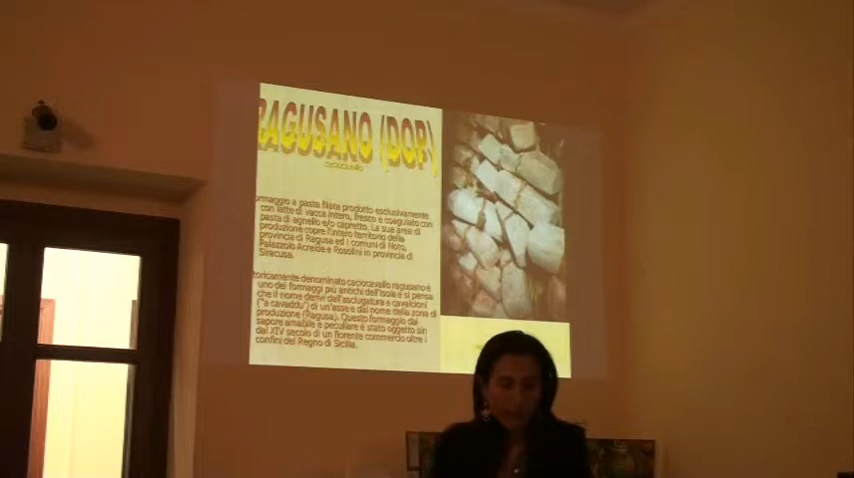 RAGUSANO (DOP)
caciocavallo
ormaggio a pasta filata prodotto esclusivamente
con latte di vacca intero, fresco e coagulato con
pasta di agnello e/o capretto. La sua area di
produzione copre l'intero territorio della
provincia di Ragusa ed i comuni di Noto,
Palazzolo Acreide e Rosolini in provincia di
Siracusa.
toricamente denominato caciocavallo ragusano è
uno dei formaggi più antichi dell'isola e si pensa
che il nome derivi dall'asciugatura a cavalcioni
("a cavaddu") di un'asse e dal nome della zona di
produzione (Ragusa). Questo formaggio dal
sapore amabile e peculiare è stato oggetto sin
dal XIV secolo di un fiorente commercio oltre i
confini del Regno di Sicilia.